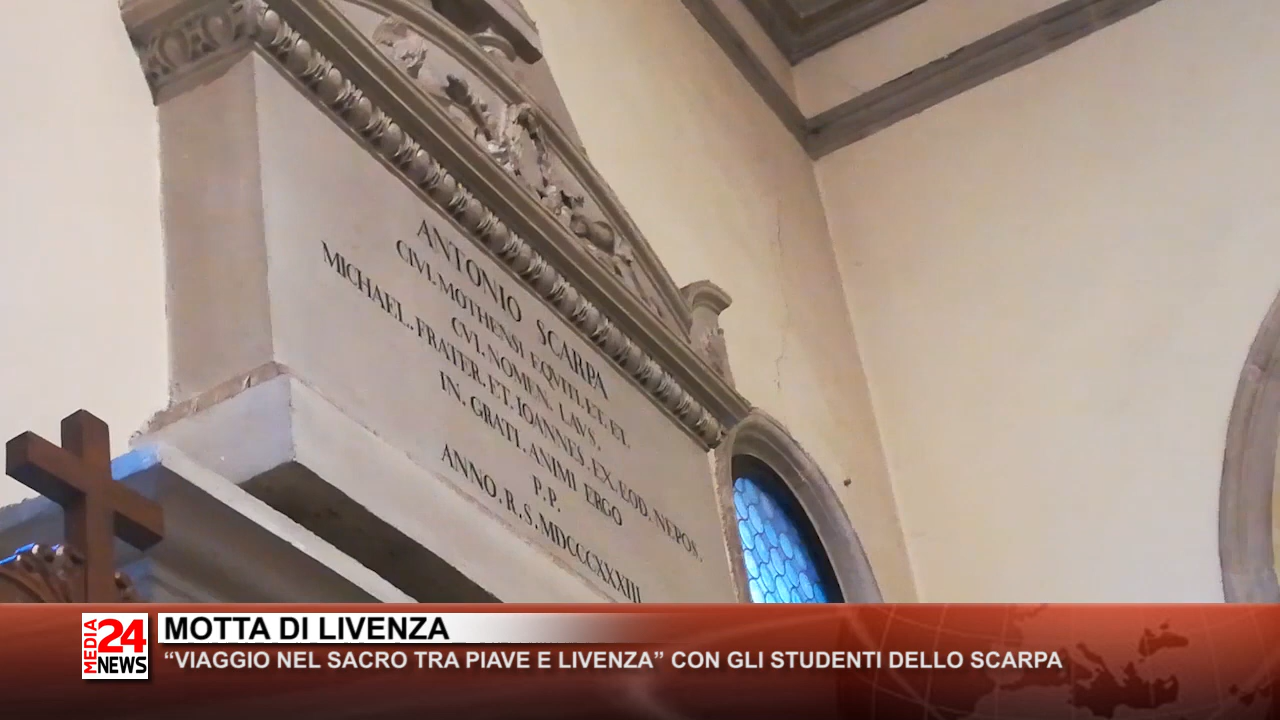 ANTONIO SCARPA
CIVI. MOTHENSI EQVITI. ET. ET.
CVI. NOMEN. LAVS.
MICHAEL. FRATER. ET. IOANNES. EX. EOD. NEPOS.
IN. GRATI. ANIMI ERGO
P. P.
ANNO. R. S. MDCCCXXXIII
MEDIA
24
NEWS
MOTTA DI LIVENZA
“VIAGGIO NEL SACRO TRA PIAVE E LIVENZA” CON GLI STUDENTI DELLO SCARPA